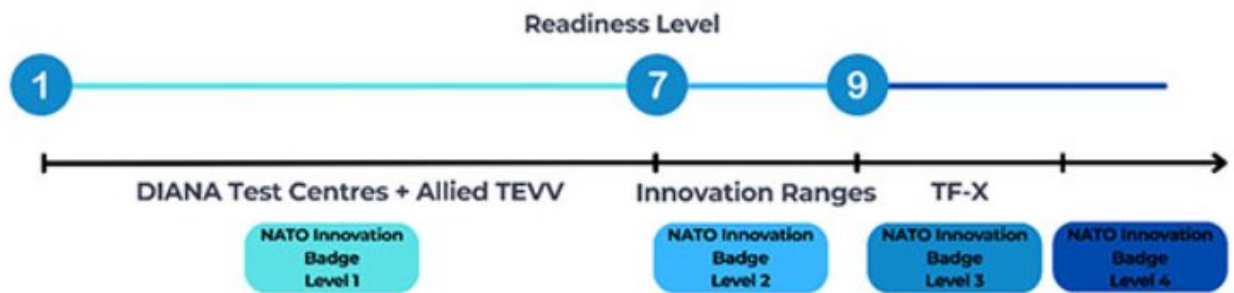 Readiness Level
1
7
9
DIANA Test Centres + Allied TEVV
Innovation Ranges
TF-X
NATO Innovation
Badge
Level 1
NATO Innovation
Badge
Level 2
NATO Innovation
Badge
Level 3
NATO Innovation
Badge
Level 4